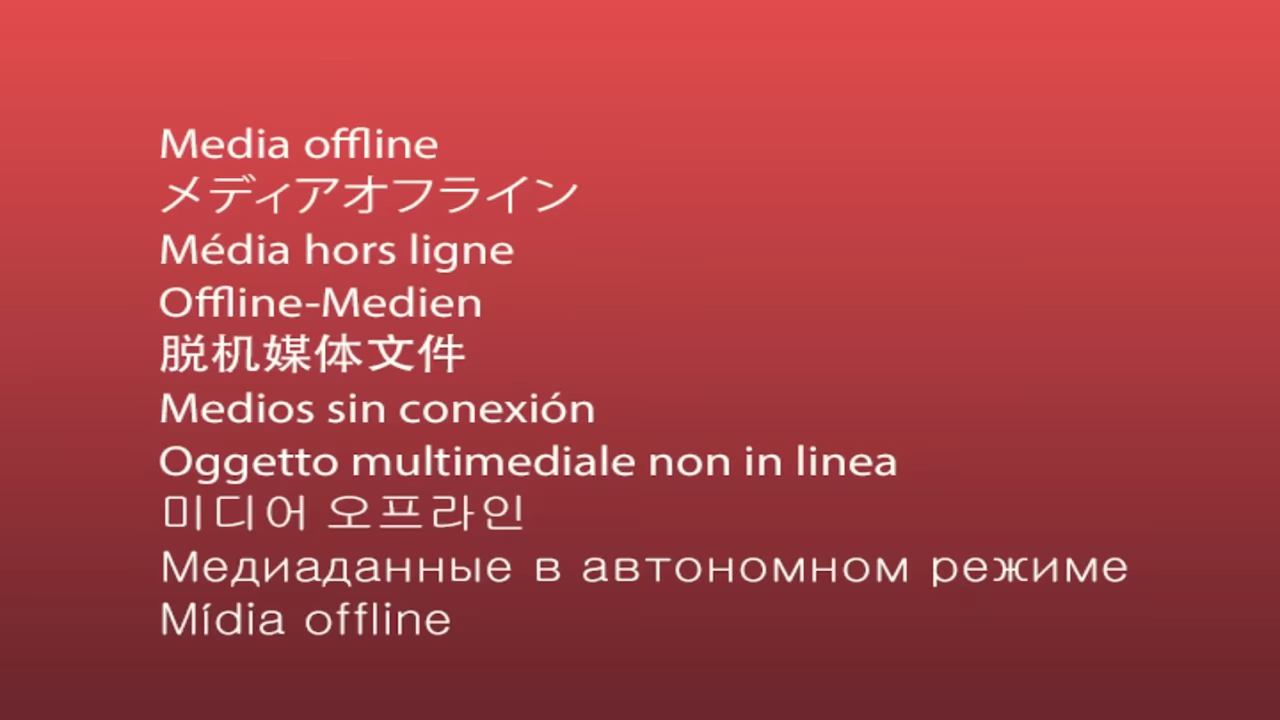 Media offline
メディアオフライン
Média hors ligne
Offline-Medien
脱机媒体文件
Medios sin conexión
Oggetto multimediale non in linea
미디어 오프라인
Медиаданные в автономном режиме
Mídia offline